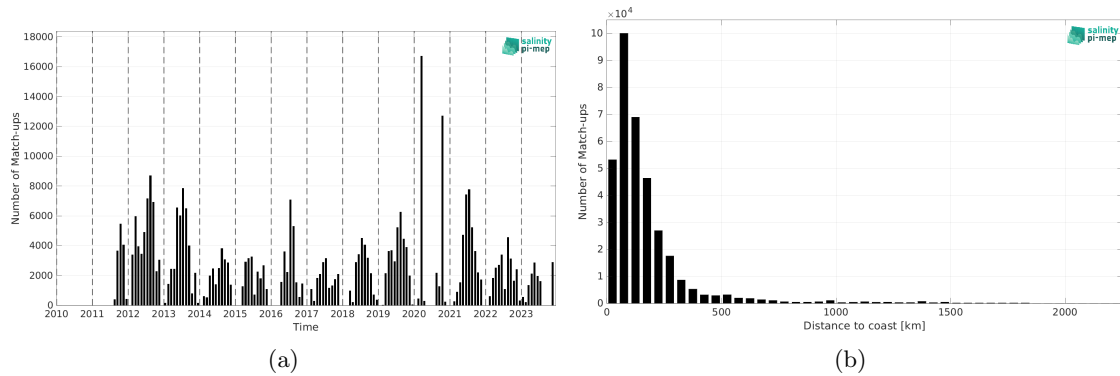 18000
16000
14000
12000
10000
8000
6000
4000
2000
0
Number of Match-ups
2010 2011 2012 2013 2014 2015 2016 2017 2018 2019 2020 2021 2022 2023
Time
salinity
pi-mep
(a)
×10⁴
10
9
8
7
6
5
4
3
2
1
0
Number of Match-ups
0 500 1000 1500 2000
Distance to coast [km]
salinity
pi-mep
(b)